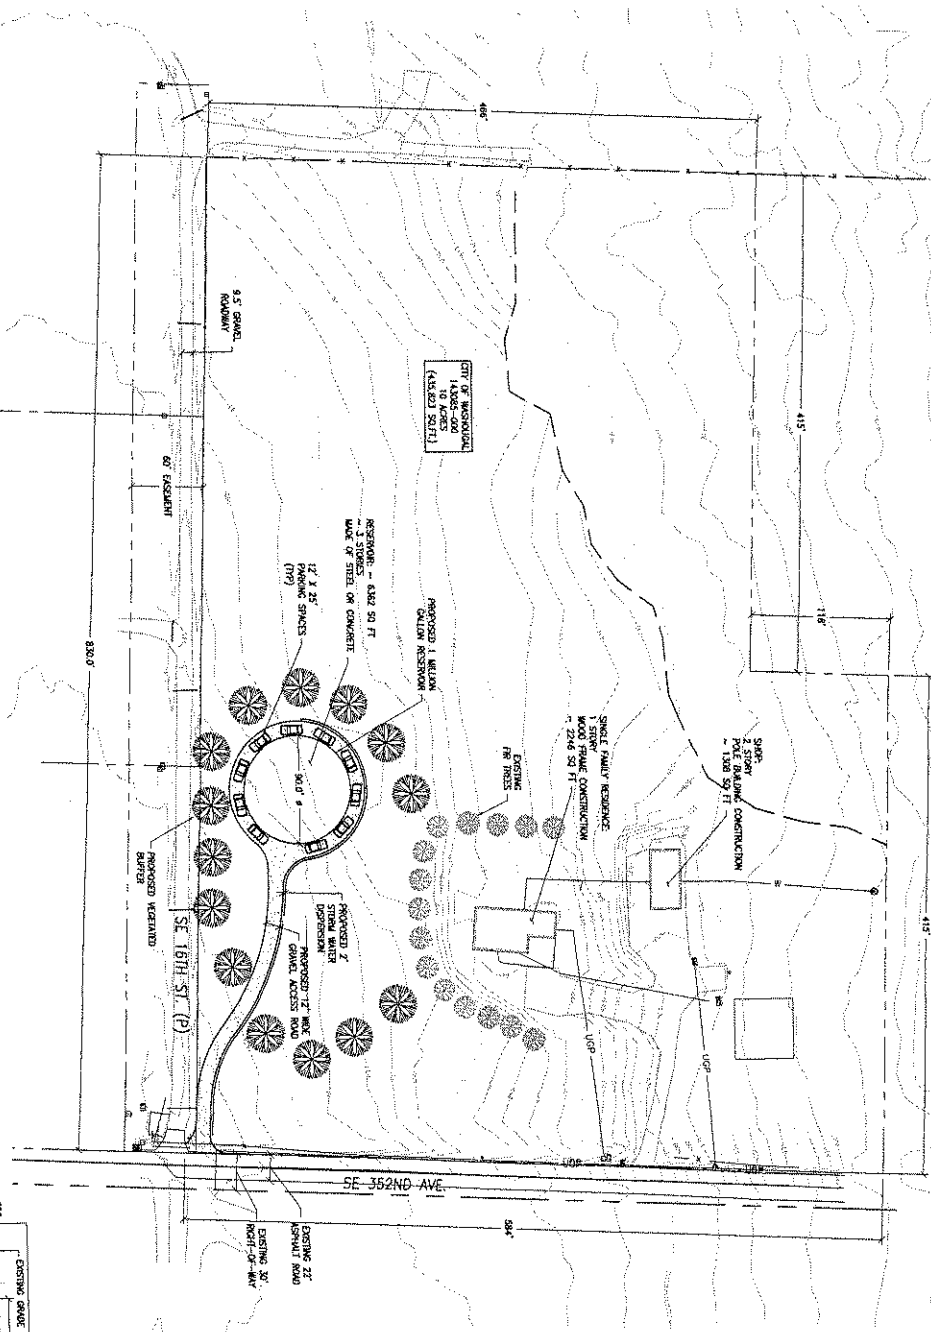 466'
415'
118'
415'
9.5' GRAVEL
ROADWAY
CITY OF WASHOUGAL
143085-000
10 ACRES
(435,823 SQ.FT.)
60' EASEMENT
830.0'
RESERVOIR: ~ 6362 SQ FT
~ 3 STORIES
MADE OF STEEL OR CONCRETE
12' X 25'
PARKING SPACES
(TYP)
PROPOSED 1 MILLION
GALLON RESERVOIR
90.0' ø
SINGLE FAMILY RESIDENCE:
1 STORY
WOOD FRAME CONSTRUCTION
~ 2246 SQ FT
SHOP:
2 STORY
POLE BUILDING CONSTRUCTION
~ 1308 SQ FT
EXISTING
FIR TREES
PROPOSED VEGETATED
BUFFER
PROPOSED 2'
STORM WATER
DISPERSION
PROPOSED 12' WIDE
GRAVEL ACCESS ROAD
SE 16TH ST. (P)
W
UGP
UGP
UGP
UGP
SE 352ND AVE.
584'
EXISTING 22'
ASPHALT ROAD
EXISTING 30'
RIGHT-OF-WAY
EXISTING GRADE